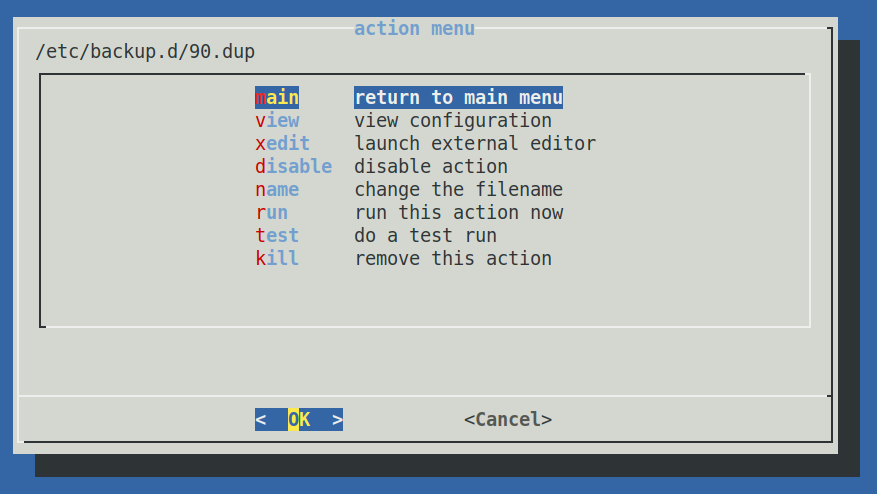 action menu
/etc/backup.d/90.dup
main return to main menu
view view configuration
xedit launch external editor
disable disable action
name change the filename
run run this action now
test do a test run
kill remove this action
< OK > <Cancel>